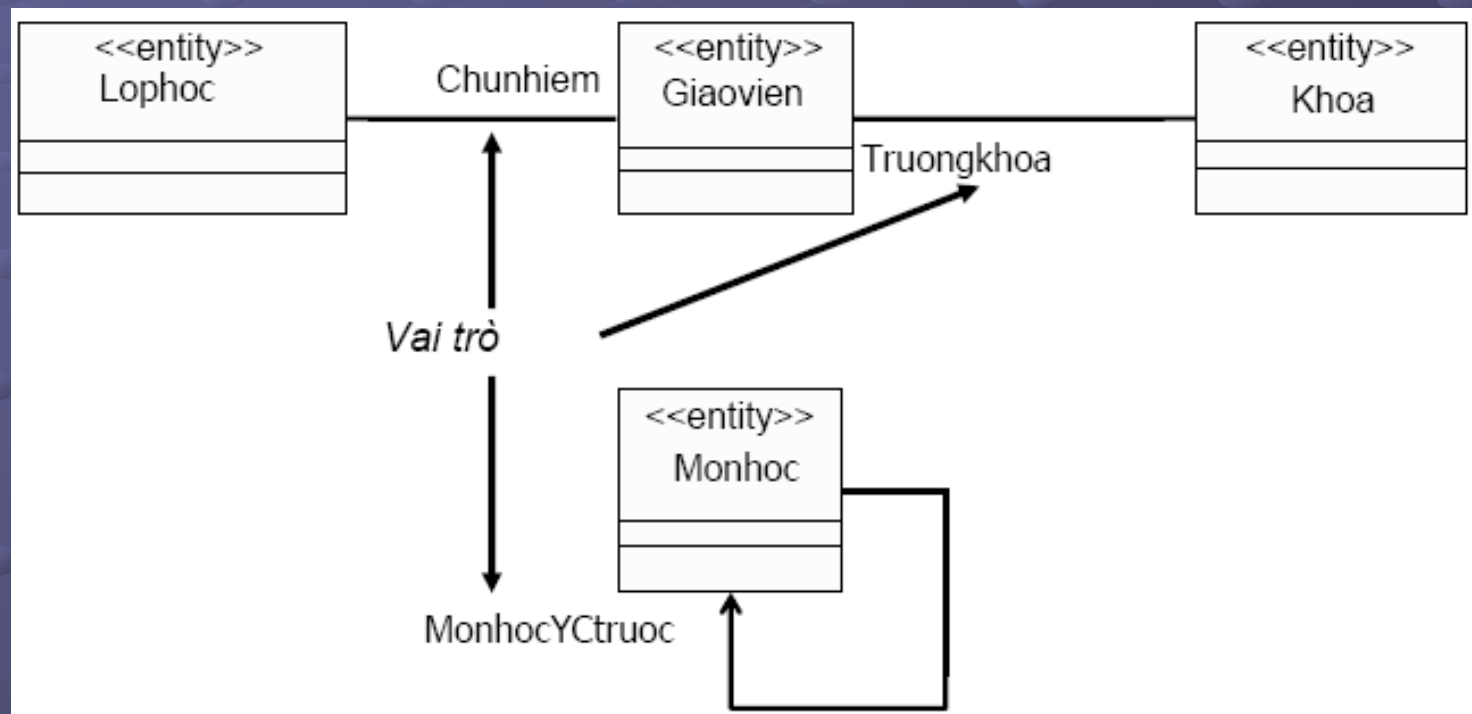 <<entity>>
Lophoc
Chunhiem
<<entity>>
Giaovien
Truongkhoa
<<entity>>
Khoa
Vai trò
<<entity>>
Monhoc
MonhocYCtruoc